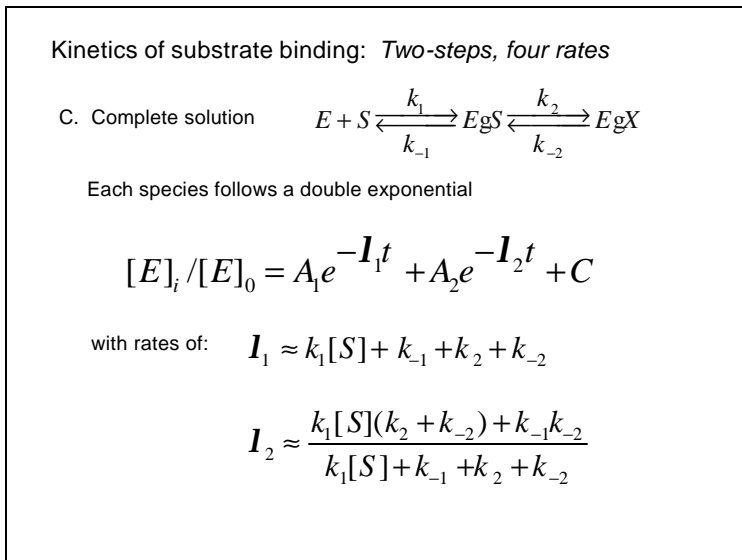 Kinetics of substrate binding: Two-steps, four rates
C. Complete solution E + S ⇌ EgS ⇌ EgX k₁ k₋₁ k₂ k₋₂
Each species follows a double exponential
[E]ᵢ /[E]₀ = A₁e^(−l₁t) + A₂e^(−l₂t) + C
with rates of: l₁ ≈ k₁[S] + k₋₁ + k₂ + k₋₂
l₂ ≈ (k₁[S](k₂ + k₋₂) + k₋₁k₋₂) / (k₁[S] + k₋₁ + k₂ + k₋₂)